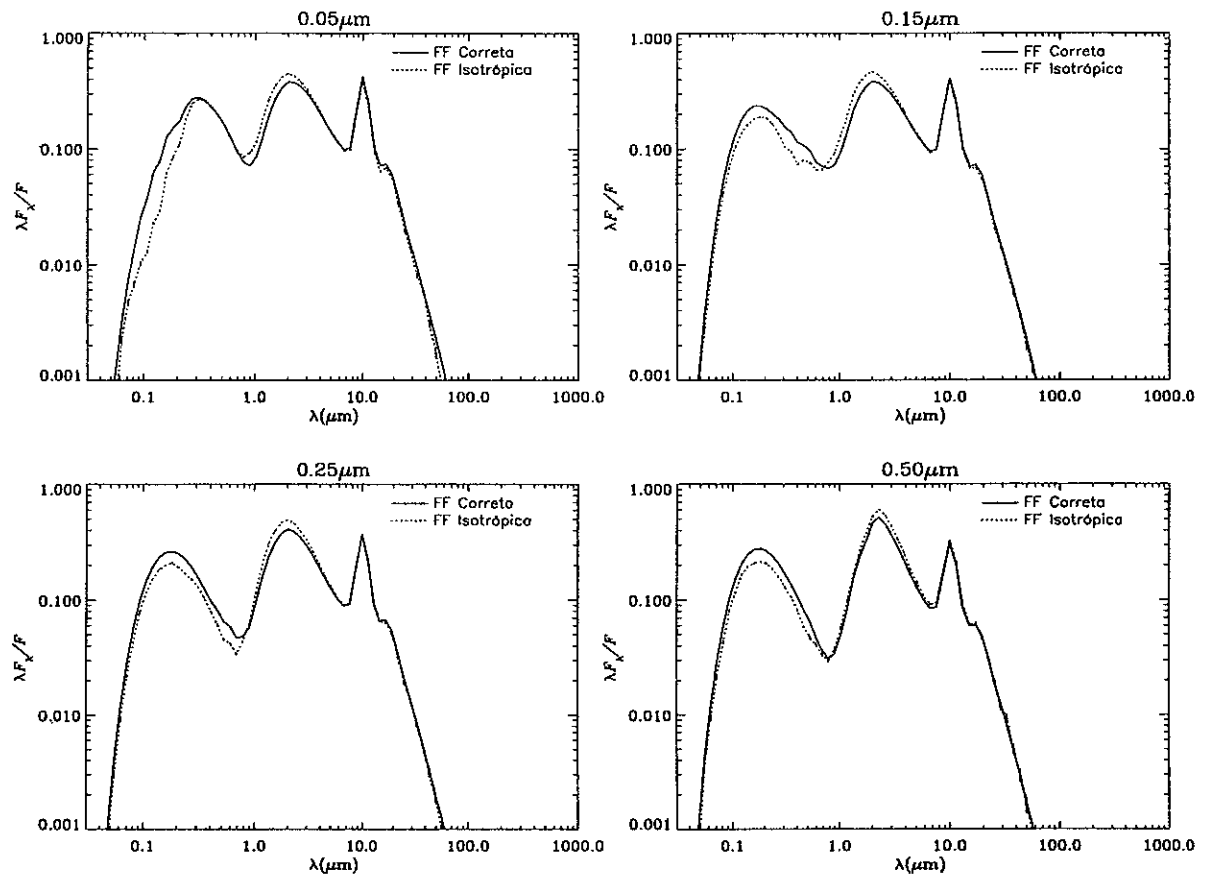 0.05μm
1.000
0.100
0.010
0.001
λF_λ/F
FF Correta
FF Isotrópica
0.1 1.0 10.0 100.0 1000.0
λ(μm)
0.15μm
1.000
0.100
0.010
0.001
λF_λ/F
FF Correta
FF Isotrópica
0.1 1.0 10.0 100.0 1000.0
λ(μm)
0.25μm
1.000
0.100
0.010
0.001
λF_λ/F
FF Correta
FF Isotrópica
0.1 1.0 10.0 100.0 1000.0
λ(μm)
0.50μm
1.000
0.100
0.010
0.001
λF_λ/F
FF Correta
FF Isotrópica
0.1 1.0 10.0 100.0 1000.0
λ(μm)